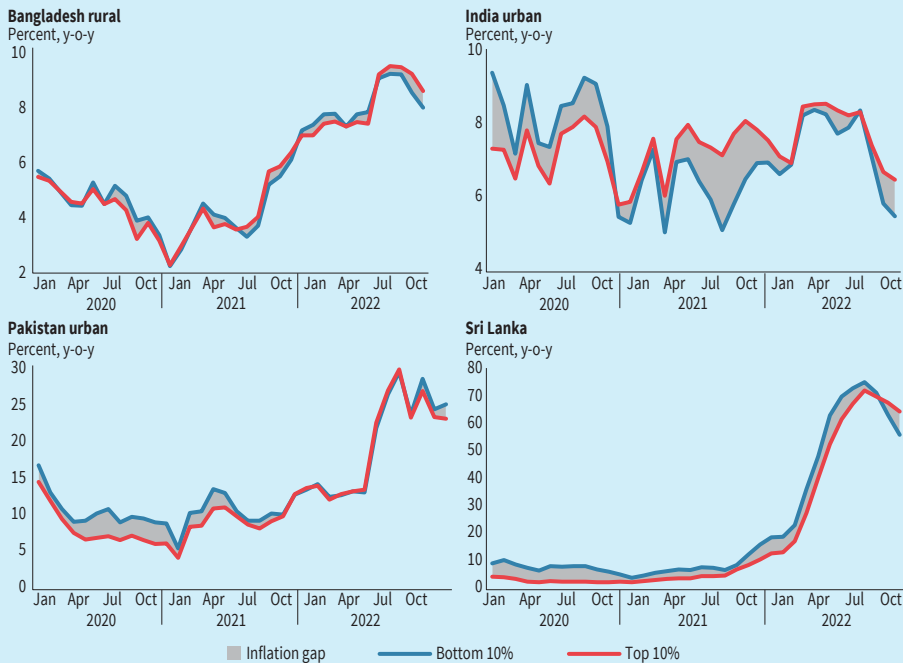 Bangladesh rural
Percent, y-o-y
10
8
6
4
2
Jan Apr Jul Oct Jan Apr Jul Oct Jan Apr Jul Oct
2020 2021 2022
India urban
Percent, y-o-y
10
8
6
4
Jan Apr Jul Oct Jan Apr Jul Oct Jan Apr Jul Oct
2020 2021 2022
Pakistan urban
Percent, y-o-y
30
25
20
15
10
5
0
Jan Apr Jul Oct Jan Apr Jul Oct Jan Apr Jul Oct
2020 2021 2022
Sri Lanka
Percent, y-o-y
80
70
60
50
40
30
20
10
0
Jan Apr Jul Oct Jan Apr Jul Oct Jan Apr Jul Oct
2020 2021 2022
Inflation gap Bottom 10% Top 10%